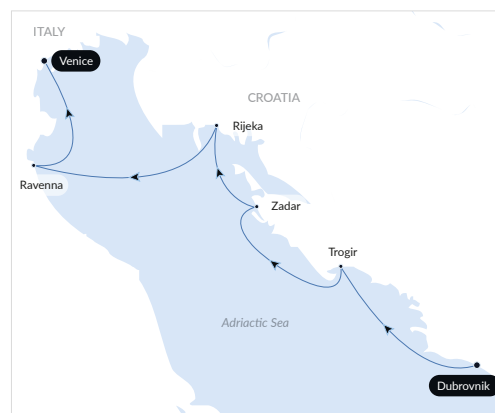 ITALY
Venice
CROATIA
Rijeka
Ravenna
Zadar
Trogir
Adriactic Sea
Dubrovnik